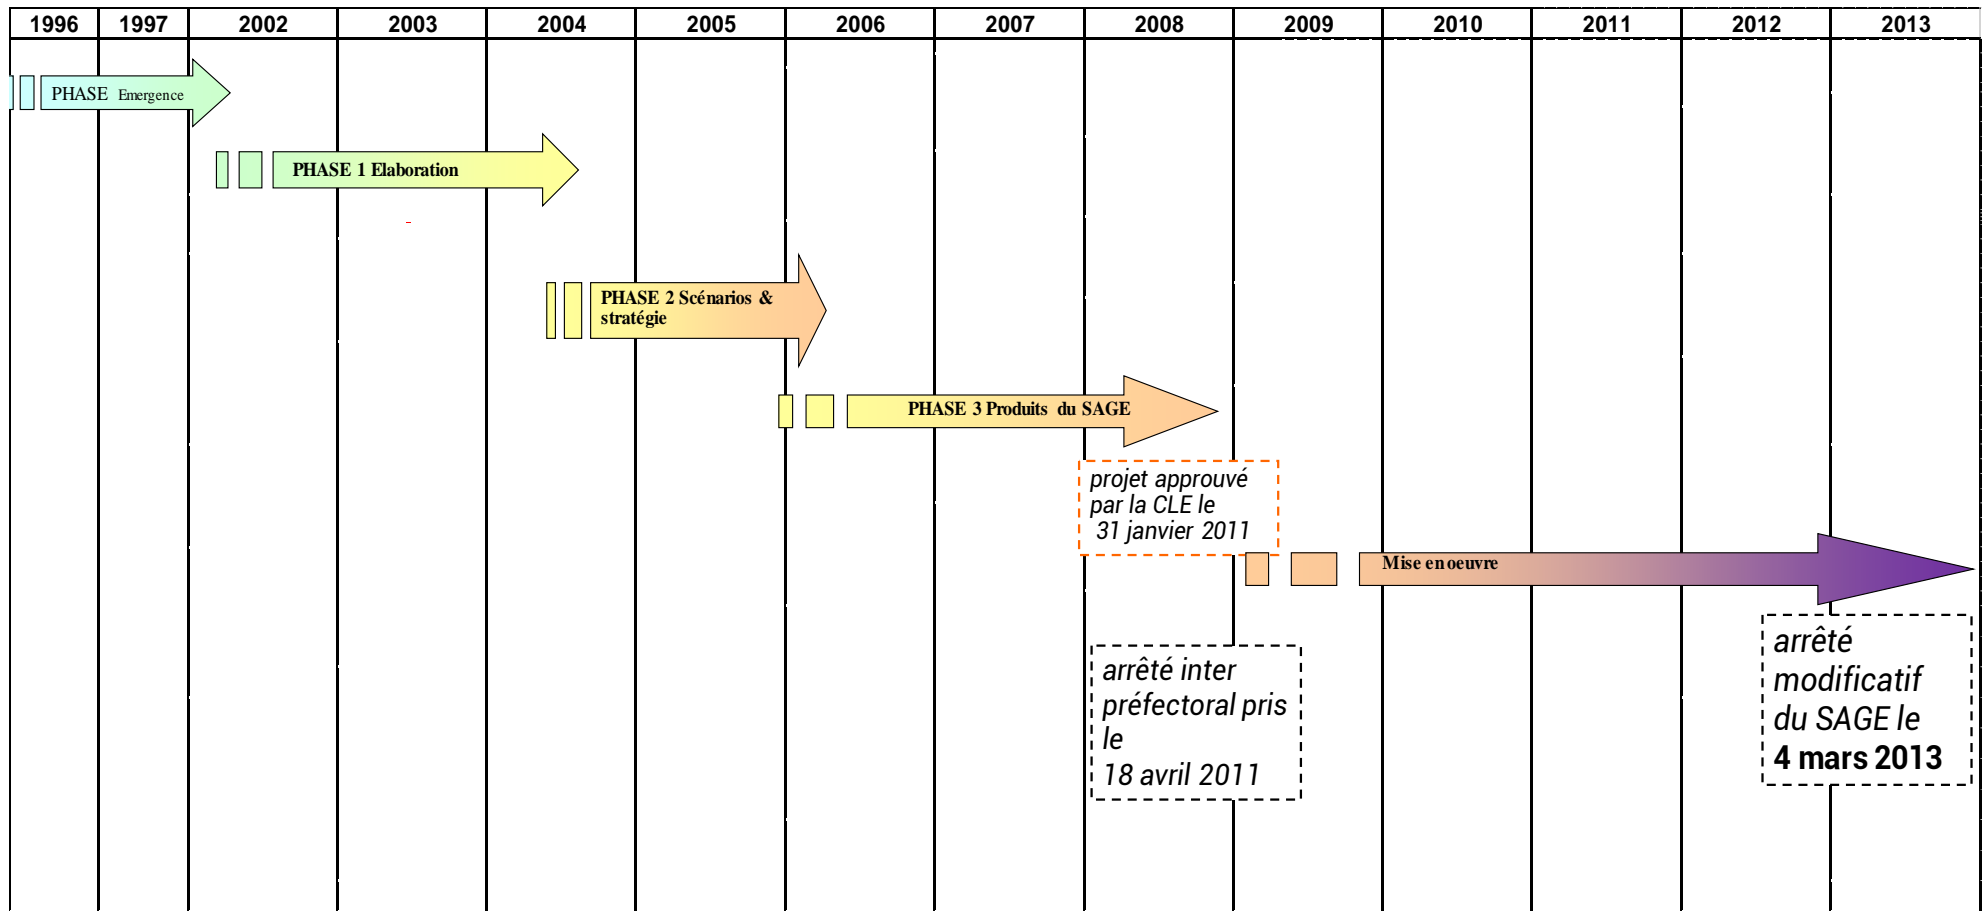 1996 1997 2002 2003 2004 2005 2006 2007 2008 2009 2010 2011 2012 2013
PHASE Emergence
PHASE 1 Elaboration
PHASE 2 Scénarios &
stratégie
PHASE 3 Produits du SAGE
projet approuvé
par la CLE le
31 janvier 2011
Mise en oeuvre
arrêté inter
préfectoral pris
le
18 avril 2011
arrêté
modificatif
du SAGE le
4 mars 2013